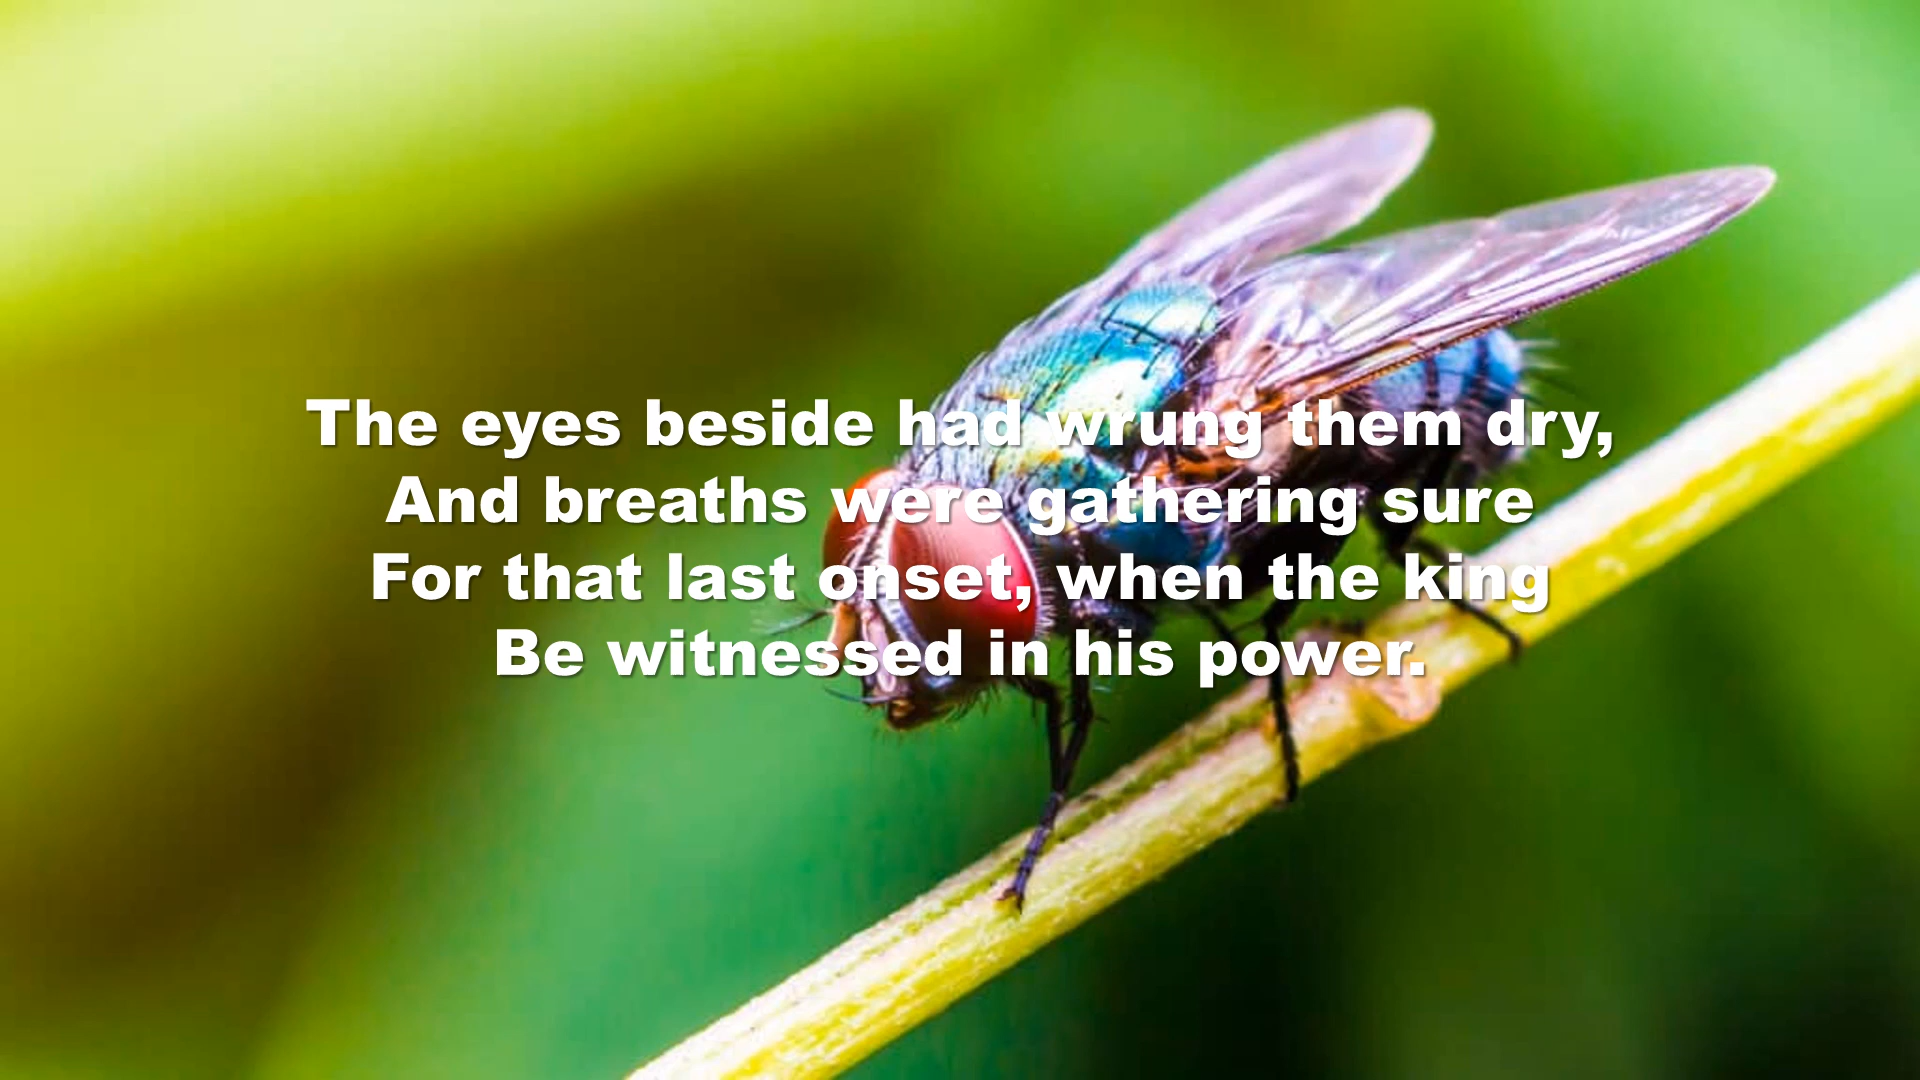 The eyes beside had wrung them dry,
And breaths were gathering sure
For that last onset, when the king
Be witnessed in his power.